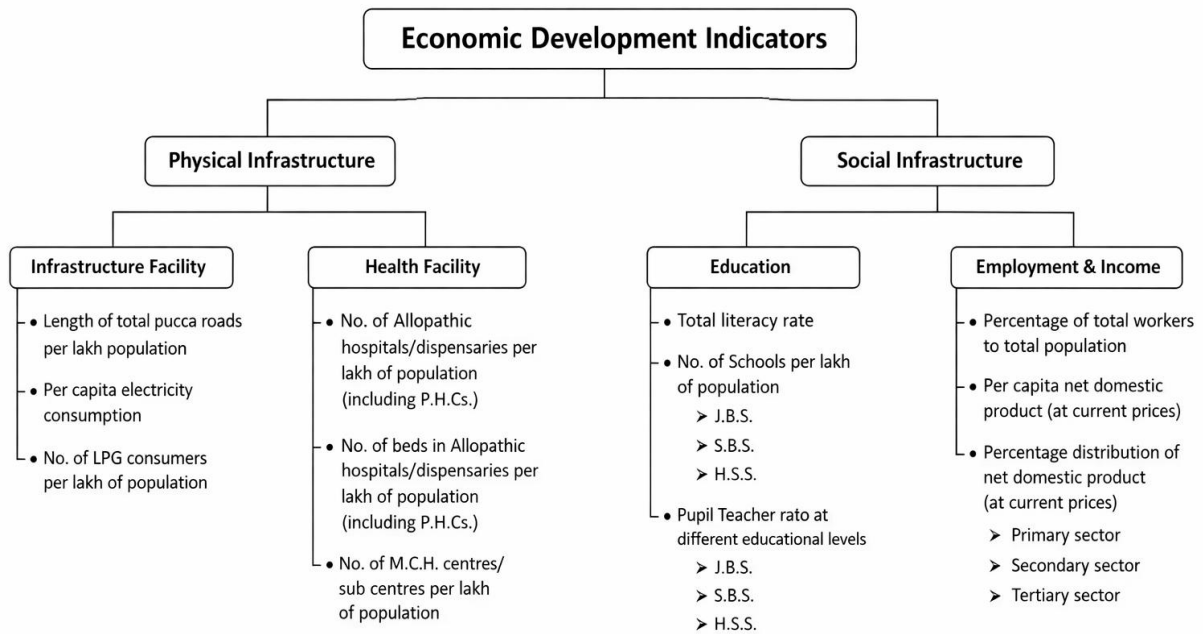 Economic Development Indicators
Physical Infrastructure
Social Infrastructure
Infrastructure Facility
• Length of total pucca roads
per lakh population
• Per capita electricity
consumption
• No. of LPG consumers
per lakh of population
Health Facility
• No. of Allopathic
hospitals/dispensaries per
lakh of population
(including P.H.Cs.)
• No. of beds in Allopathic
hospitals/dispensaries per
lakh of population
(including P.H.Cs.)
• No. of M.C.H. centres/
sub centres per lakh
of population
Education
• Total literacy rate
• No. of Schools per lakh
of population
➤ J.B.S.
➤ S.B.S.
➤ H.S.S.
• Pupil Teacher rato at
different educational levels
➤ J.B.S.
➤ S.B.S.
➤ H.S.S.
Employment & Income
• Percentage of total workers
to total population
• Per capita net domestic
product (at current prices)
• Percentage distribution of
net domestic product
(at current prices)
➤ Primary sector
➤ Secondary sector
➤ Tertiary sector